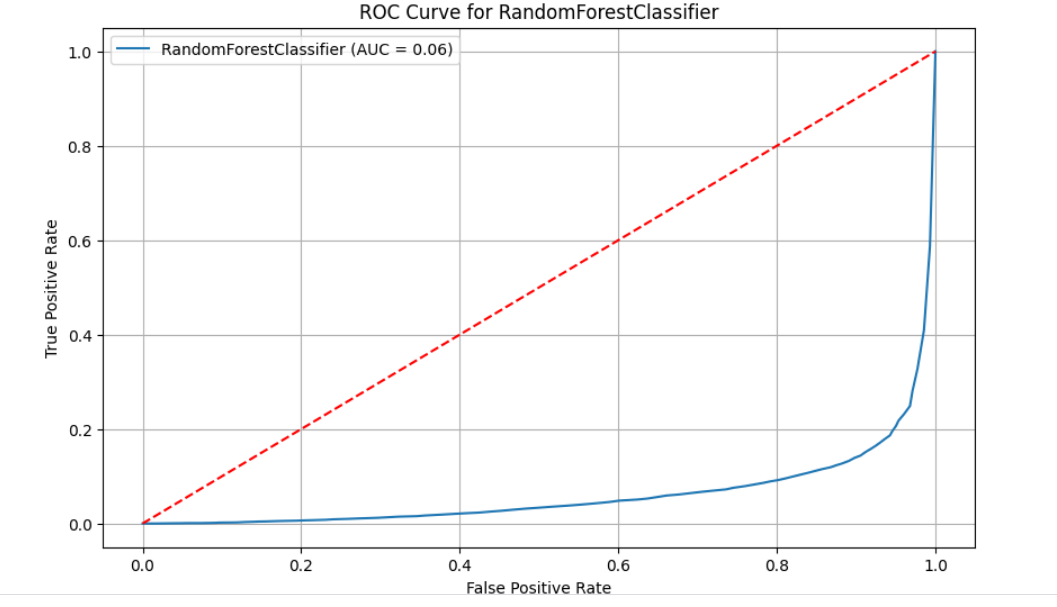 ROC Curve for RandomForestClassifier
RandomForestClassifier (AUC = 0.06)
1.0
0.8
0.6
0.4
0.2
0.0
True Positive Rate
0.0 0.2 0.4 0.6 0.8 1.0
False Positive Rate